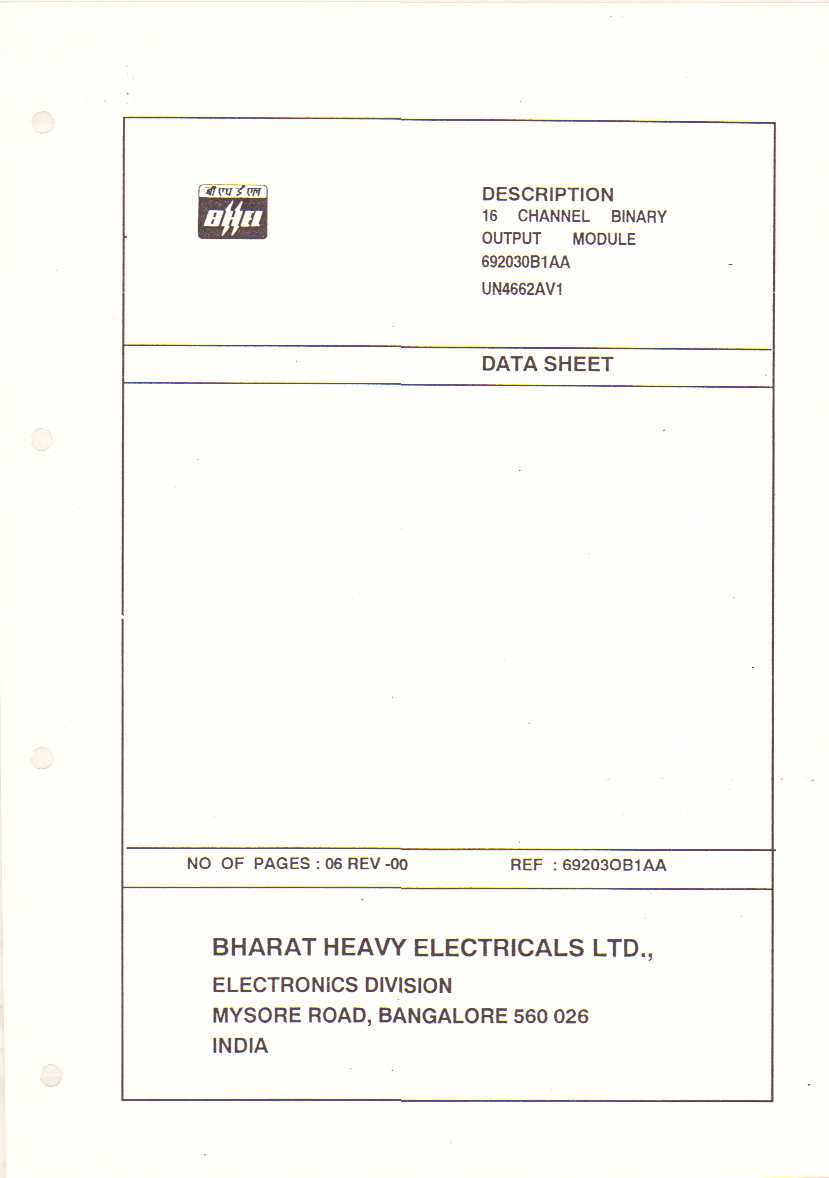 बी एच ई एल
BHEL
DESCRIPTION
16 CHANNEL BINARY
OUTPUT MODULE
692030B1AA
UN4662AV1
DATA SHEET
NO OF PAGES : 06 REV -00
REF : 69203OB1AA
BHARAT HEAVY ELECTRICALS LTD.,
ELECTRONICS DIVISION
MYSORE ROAD, BANGALORE 560 026
INDIA